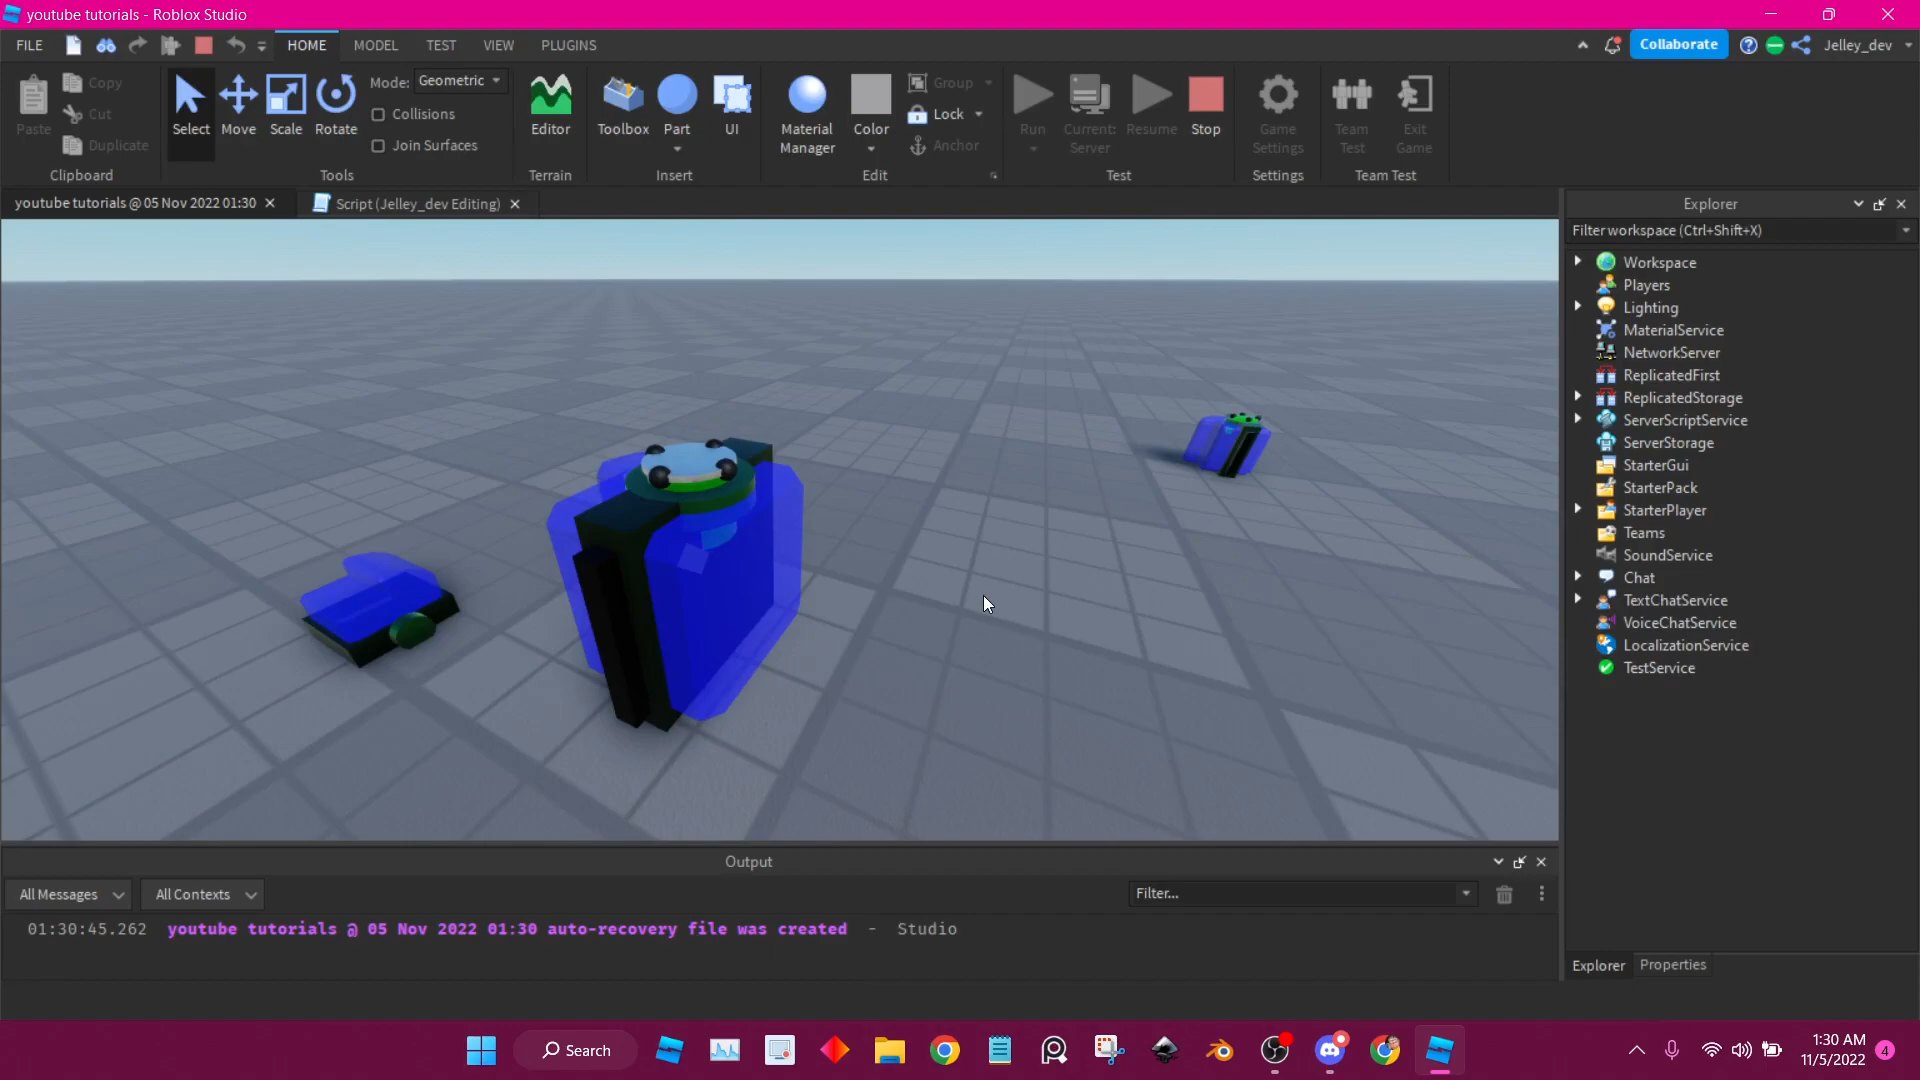 youtube tutorials - Roblox Studio
FILE HOME MODEL TEST VIEW PLUGINS Collaborate Jelley_dev
Paste Copy Cut Duplicate
Clipboard
Select Move Scale Rotate
Mode: Geometric
Collisions
Join Surfaces
Tools
Editor
Terrain
Toolbox Part UI
Insert
Material Manager Color Group Lock Anchor
Edit
Run Current: Server Resume Stop
Test
Game Settings
Settings
Team Test Exit Game
Team Test
youtube tutorials @ 05 Nov 2022 01:30 Script (Jelley_dev Editing)
Explorer
Filter workspace (Ctrl+Shift+X)
Workspace
Players
Lighting
MaterialService
NetworkServer
ReplicatedFirst
ReplicatedStorage
ServerScriptService
ServerStorage
StarterGui
StarterPack
StarterPlayer
Teams
SoundService
Chat
TextChatService
VoiceChatService
LocalizationService
TestService
Explorer Properties
Output
All Messages All Contexts Filter...
01:30:45.262 youtube tutorials @ 05 Nov 2022 01:30 auto-recovery file was created - Studio
Search
1:30 AM
11/5/2022
4